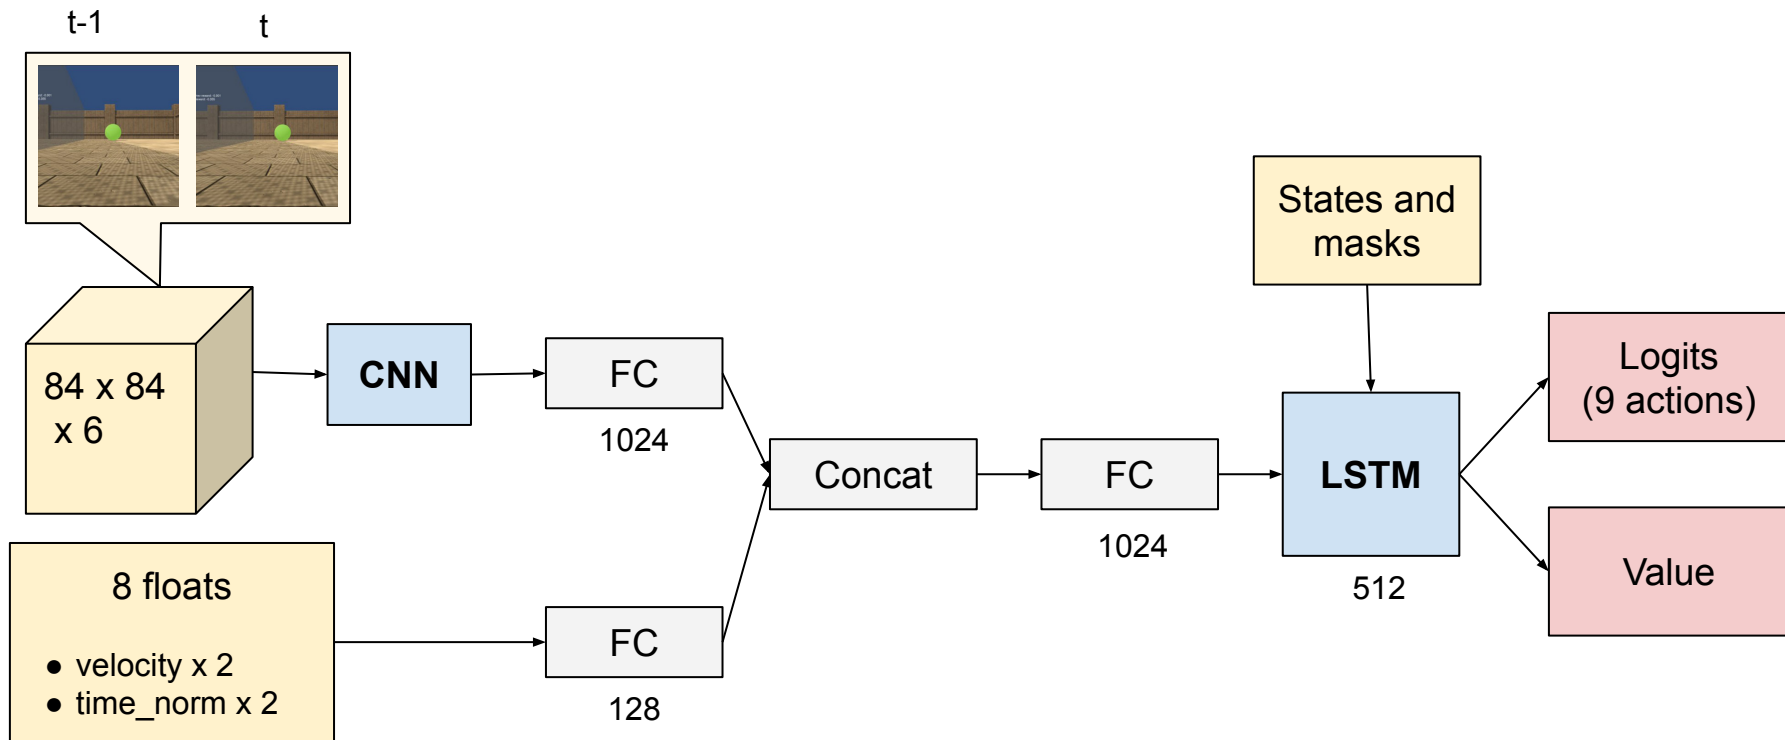 t-1
t
84 x 84
x 6
CNN
FC
1024
8 floats
● velocity x 2
● time_norm x 2
FC
128
Concat
FC
1024
States and
masks
LSTM
512
Logits
(9 actions)
Value